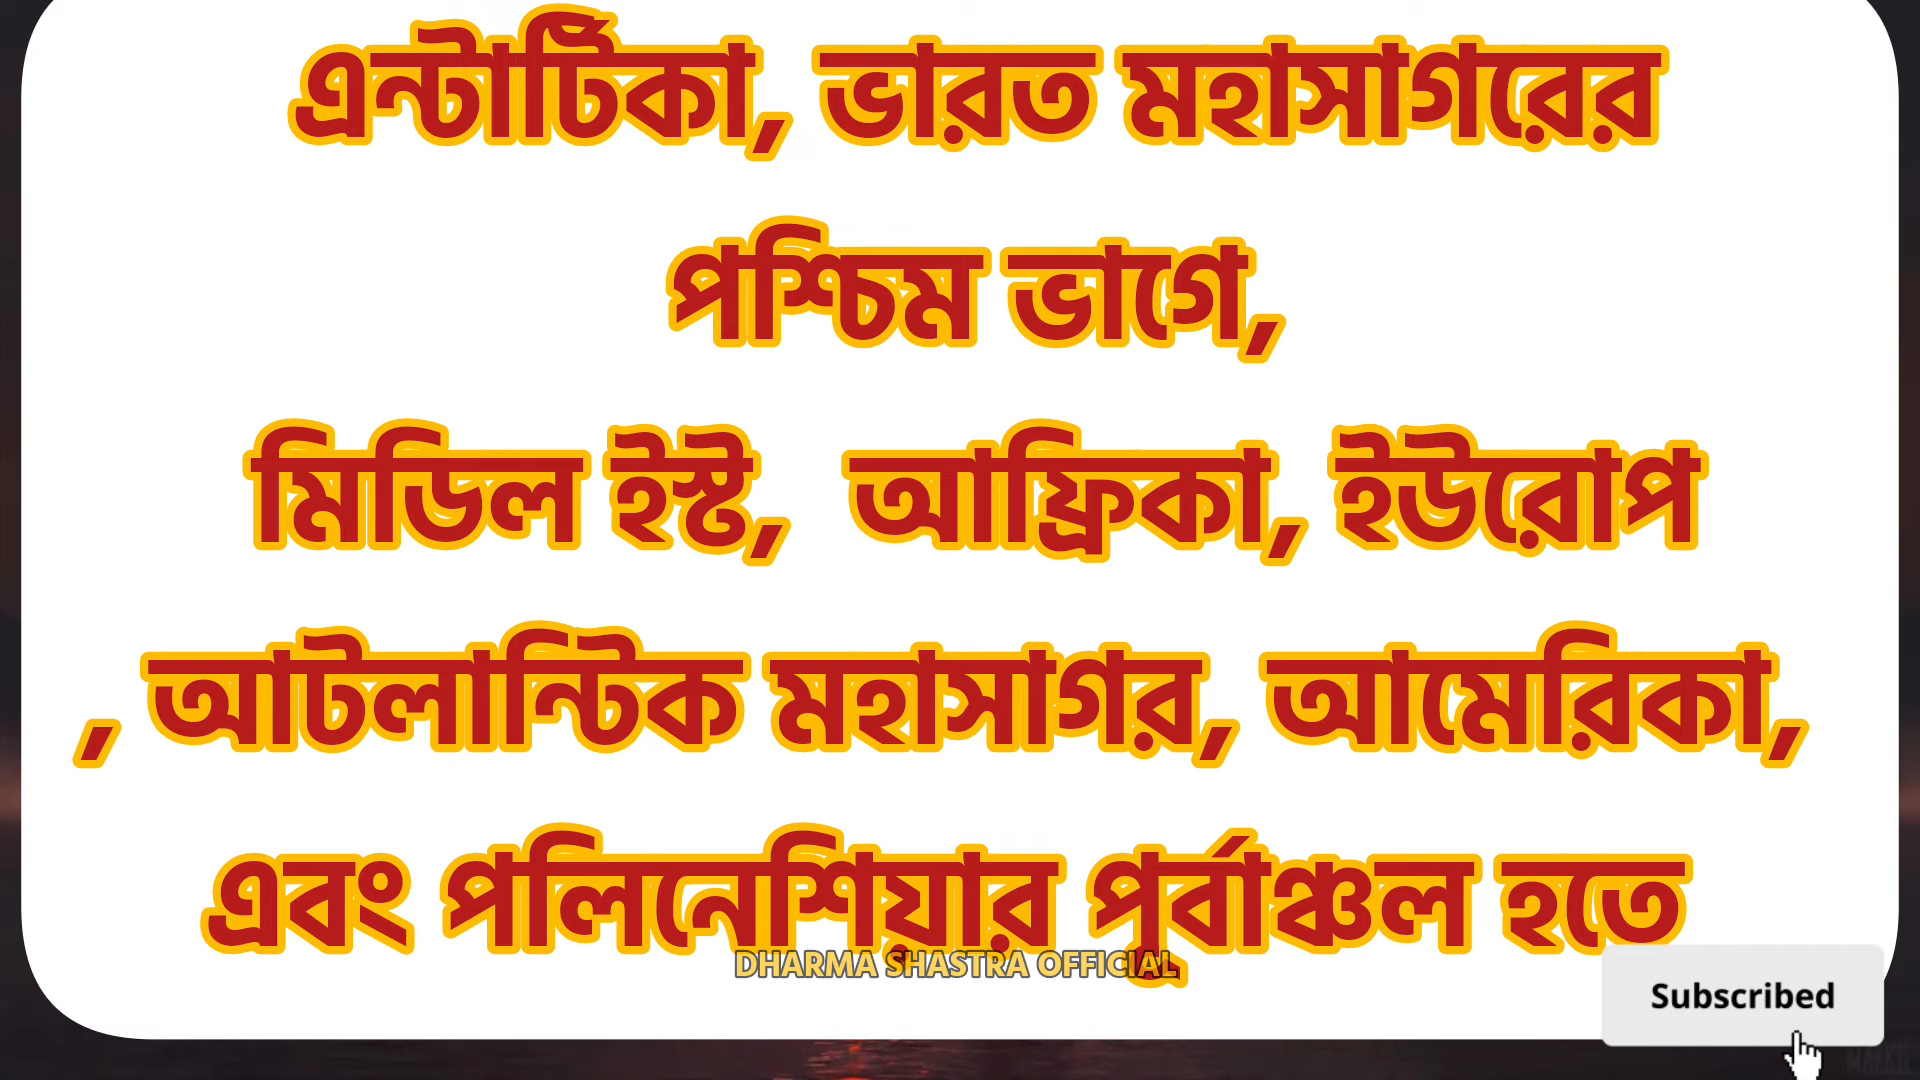 এন্টার্টিকা, ভারত মহাসাগরের
পশ্চিম ভাগে,
মিডিল ইস্ট, আফ্রিকা, ইউরোপ
, আটলান্টিক মহাসাগর, আমেরিকা,
এবং পলিনেশিয়ার পূর্বাঞ্চল হতে
DHARMA SHASTRA OFFICIAL
Subscribed